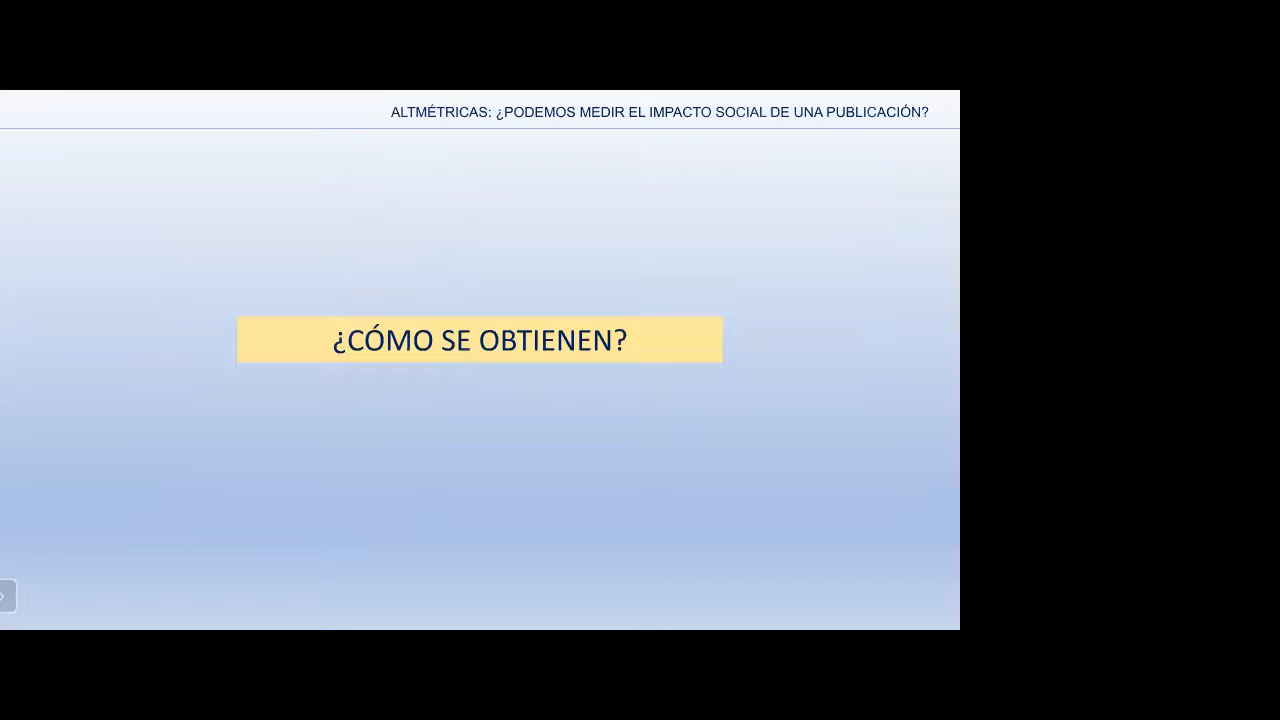 ALTMÉTRICAS: ¿PODEMOS MEDIR EL IMPACTO SOCIAL DE UNA PUBLICACIÓN?
¿CÓMO SE OBTIENEN?